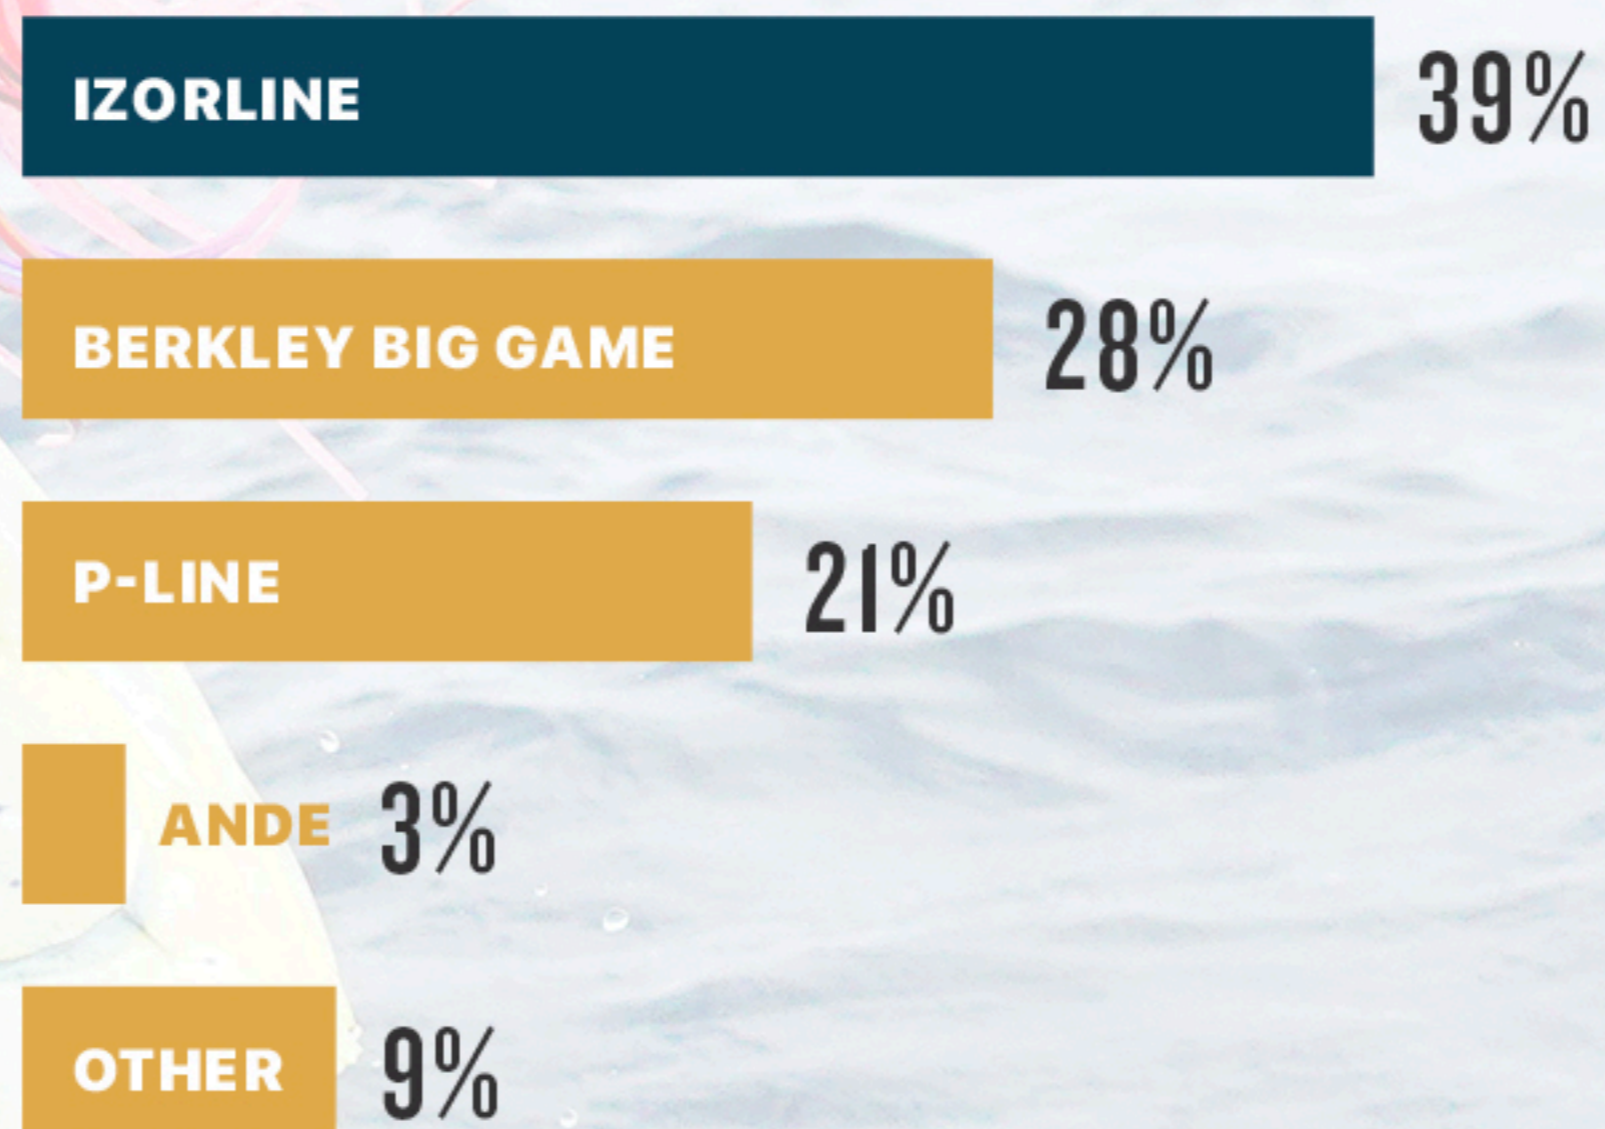 IZORLINE 39%
BERKLEY BIG GAME 28%
P-LINE 21%
ANDE 3%
OTHER 9%